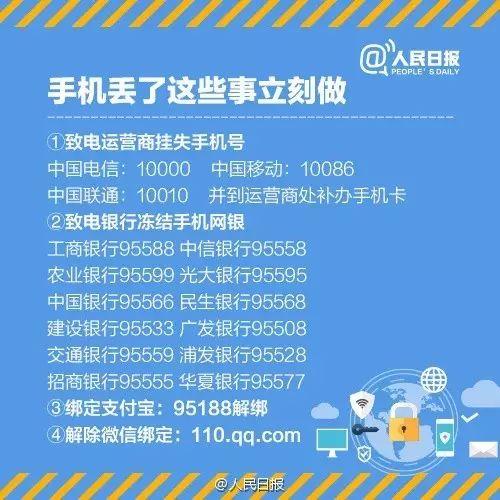 @人民日报
PEOPLE'S DAILY
手机丢了这些事立刻做
①致电运营商挂失手机号
中国电信：10000 中国移动：10086
中国联通：10010 并到运营商处补办手机卡
②致电银行冻结手机网银
工商银行95588 中信银行95558
农业银行95599 光大银行95595
中国银行95566 民生银行95568
建设银行95533 广发银行95508
交通银行95559 浦发银行95528
招商银行95555 华夏银行95577
③绑定支付宝：95188解绑
④解除微信绑定：110.qq.com
@人民日报